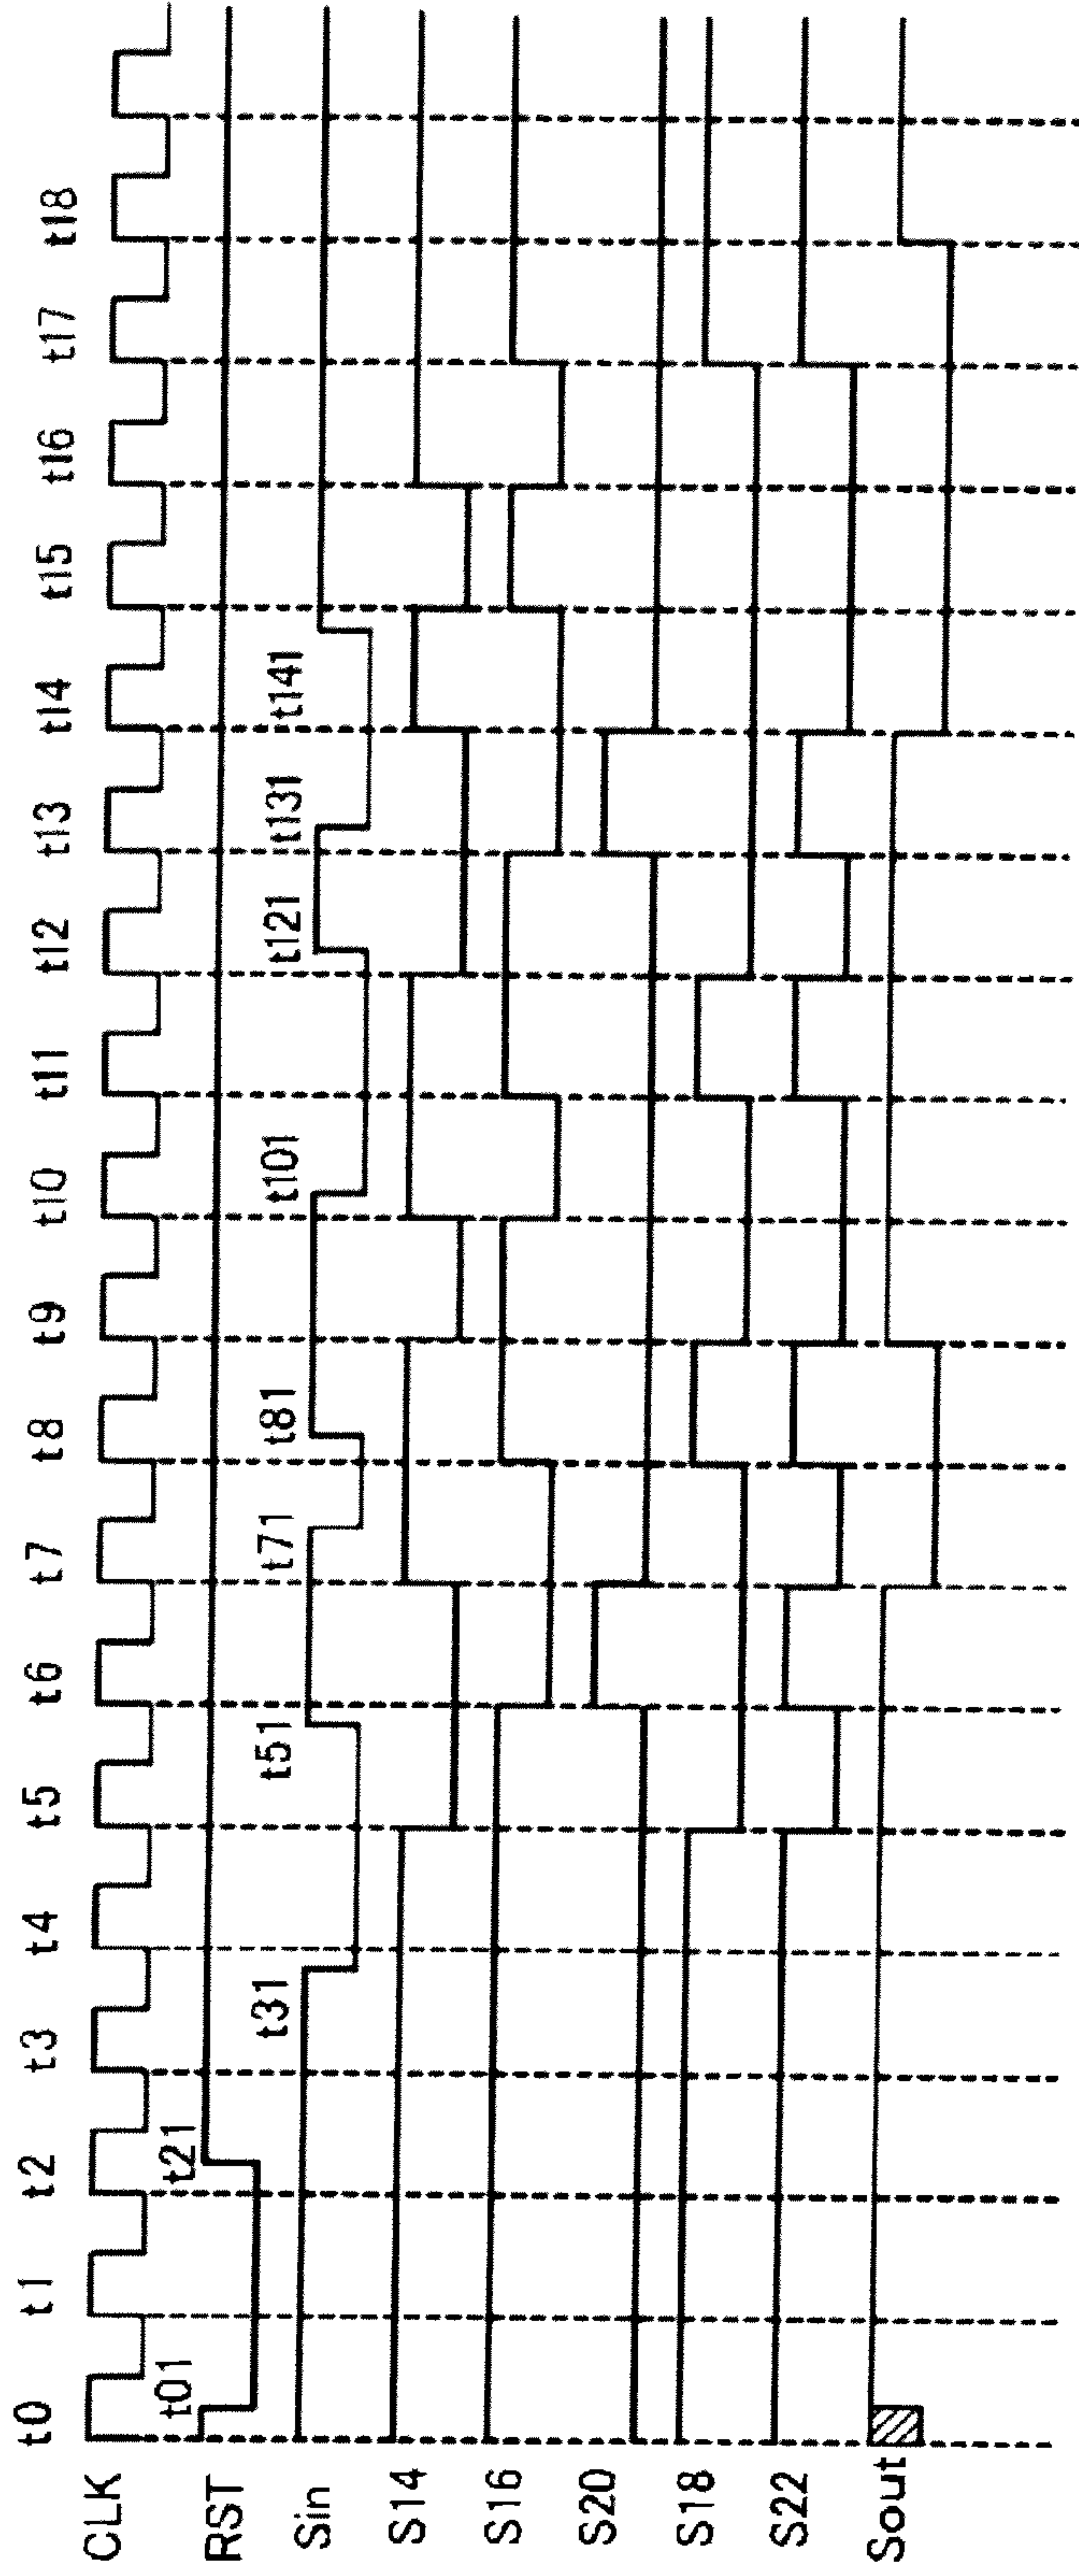 t0 t1 t2 t3 t4 t5 t6 t7 t8 t9 t10 t11 t12 t13 t14 t15 t16 t17 t18
CLK
t01 t21
RST
t31 t51 t71 t81 t101 t121 t131 t141
Sin
S14
S16
S20
S18
S22
Sout